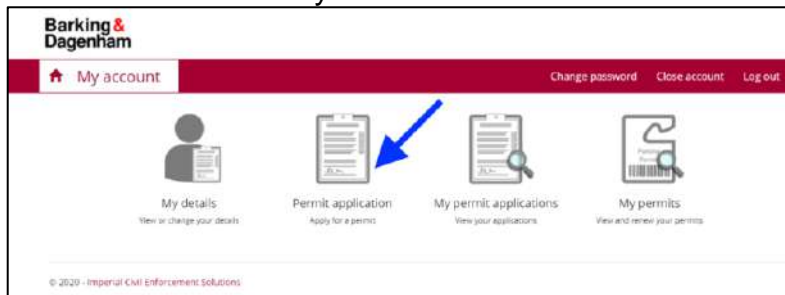 Barking &
Dagenham
My account
Change password Close account Log out
My details
View or change your details
Permit application
Apply for a permit
My permit applications
View your applications
My permits
View and renew your permits
© 2020 - Imperial Civil Enforcement Solutions